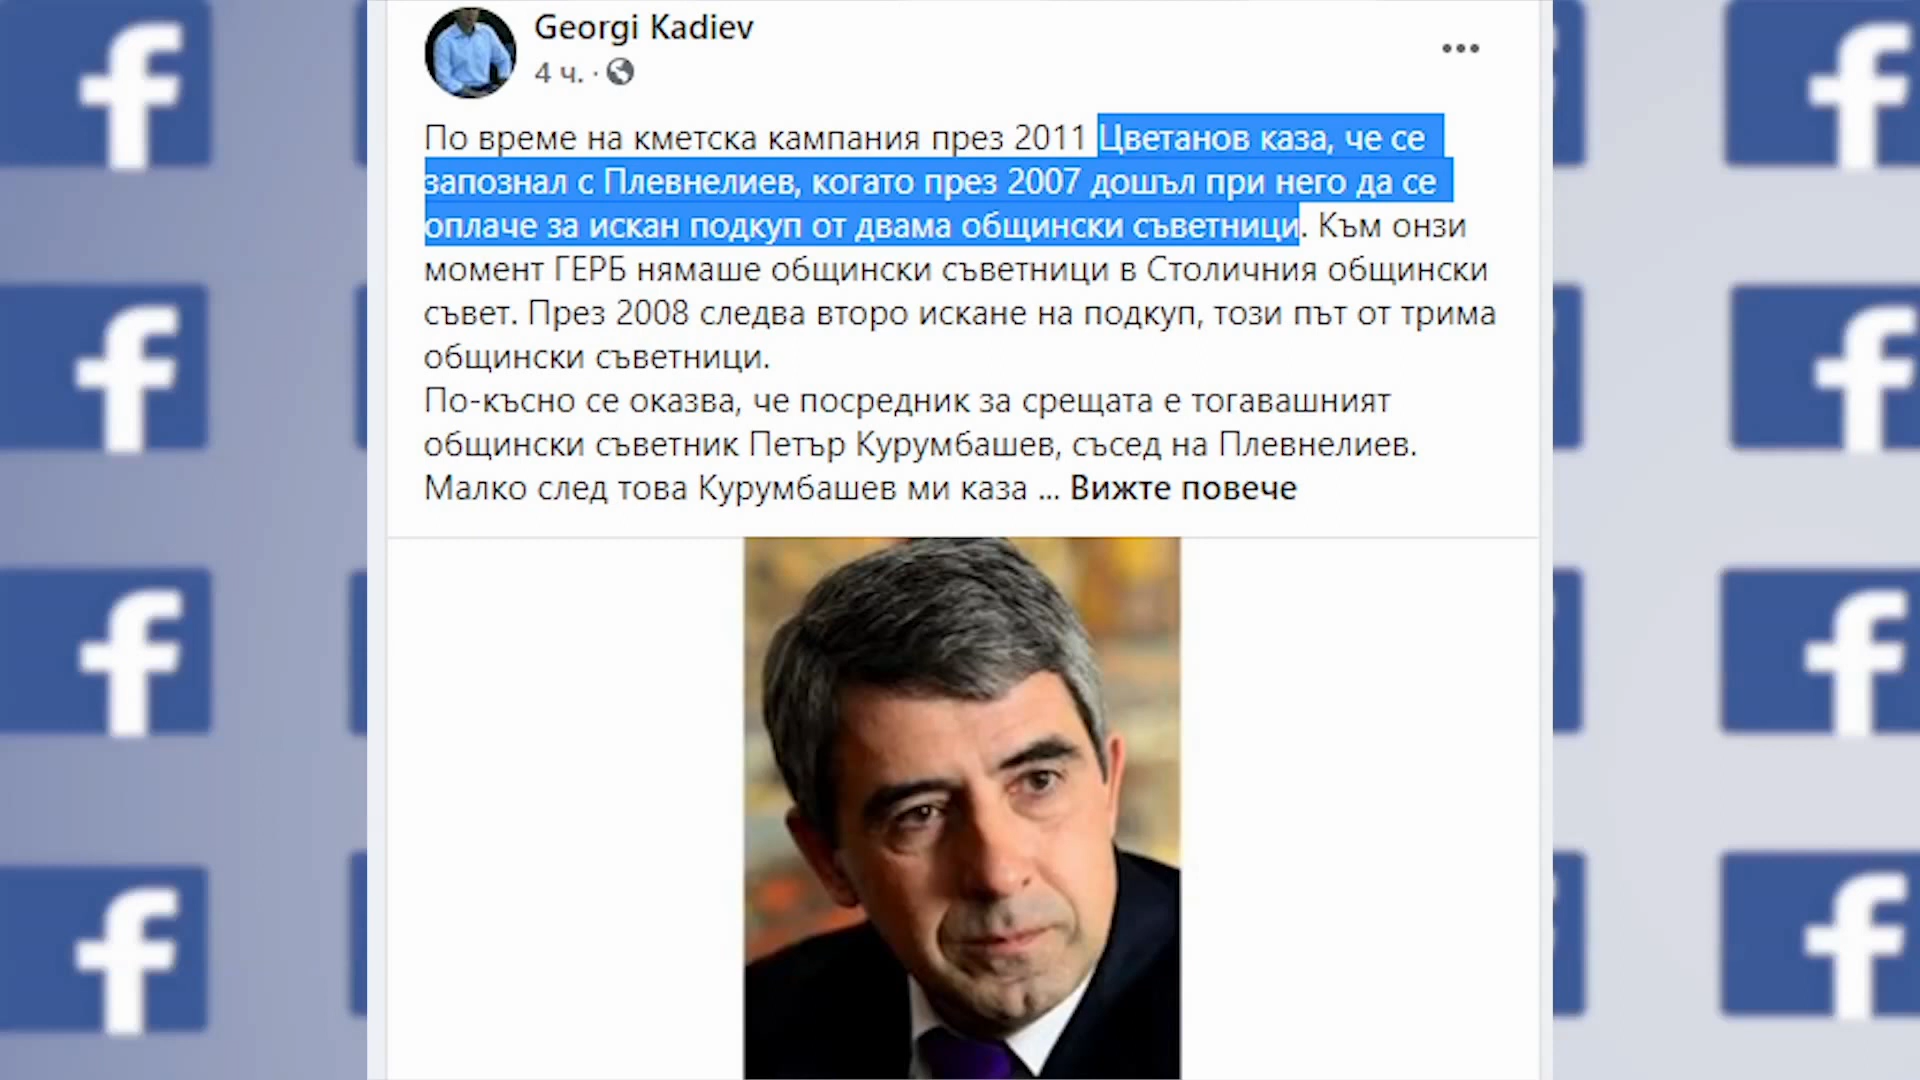 Georgi Kadiev
4 ч. ·
По време на кметска кампания през 2011 Цветанов каза, че се
запознал с Плевнелиев, когато през 2007 дошъл при него да се
оплаче за искан подкуп от двама общински съветници. Към онзи
момент ГЕРБ нямаше общински съветници в Столичния общински
съвет. През 2008 следва второ искане на подкуп, този път от трима
общински съветници.
По-късно се оказва, че посредник за срещата е тогавашният
общински съветник Петър Курумбашев, съсед на Плевнелиев.
Малко след това Курумбашев ми каза ... Вижте повече